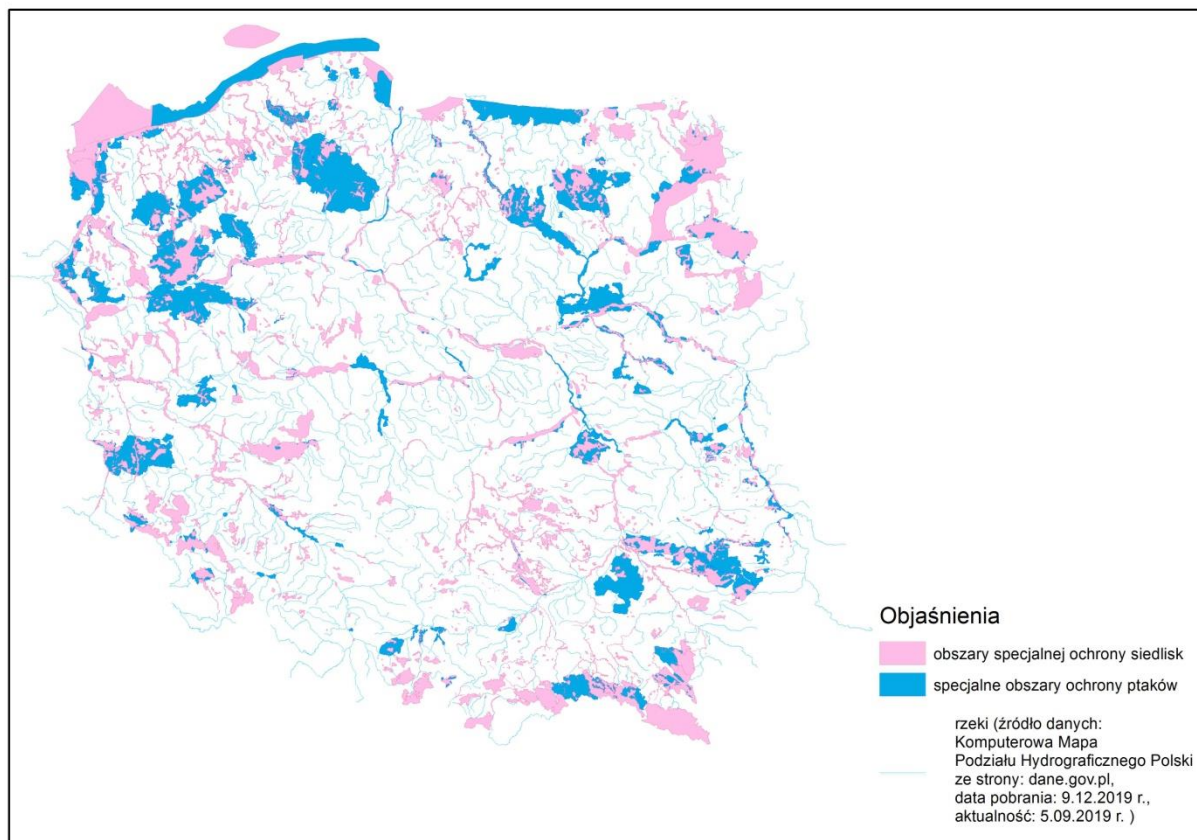 Objaśnienia
obszary specjalnej ochrony siedlisk
specjalne obszary ochrony ptaków
rzeki (źródło danych:
Komputerowa Mapa
Podziału Hydrograficznego Polski
ze strony: dane.gov.pl,
data pobrania: 9.12.2019 r.,
aktualność: 5.09.2019 r. )